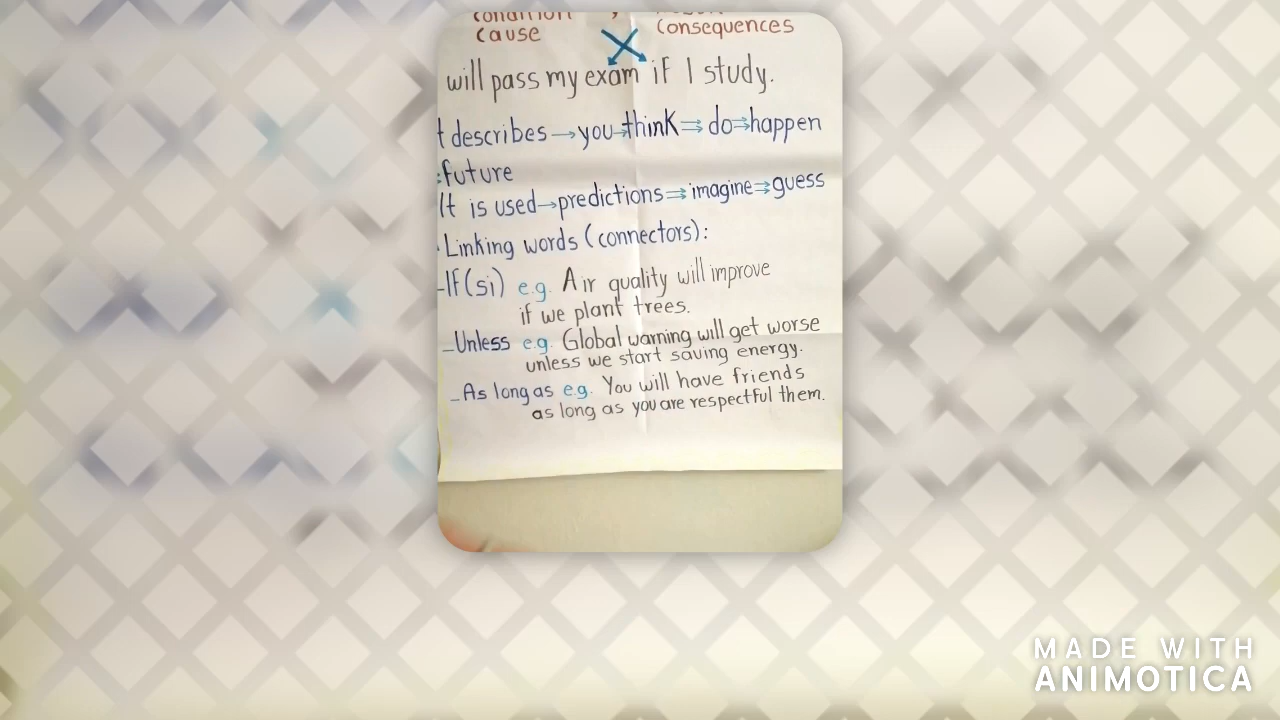 condition
cause
Consequences
will pass my exam if I study.
t describes → you → think ⇒ do ⇒ happen
:future
It is used → predictions ⇒ imagine ⇒ guess
Linking words (connectors):
-If (si) e.g. Air quality will improve
if we plant trees.
_Unless e.g. Global warning will get worse
unless we start saving energy.
_As long as e.g. You will have friends
as long as you are respectful them.
MADE WITH
ANIMOTICA